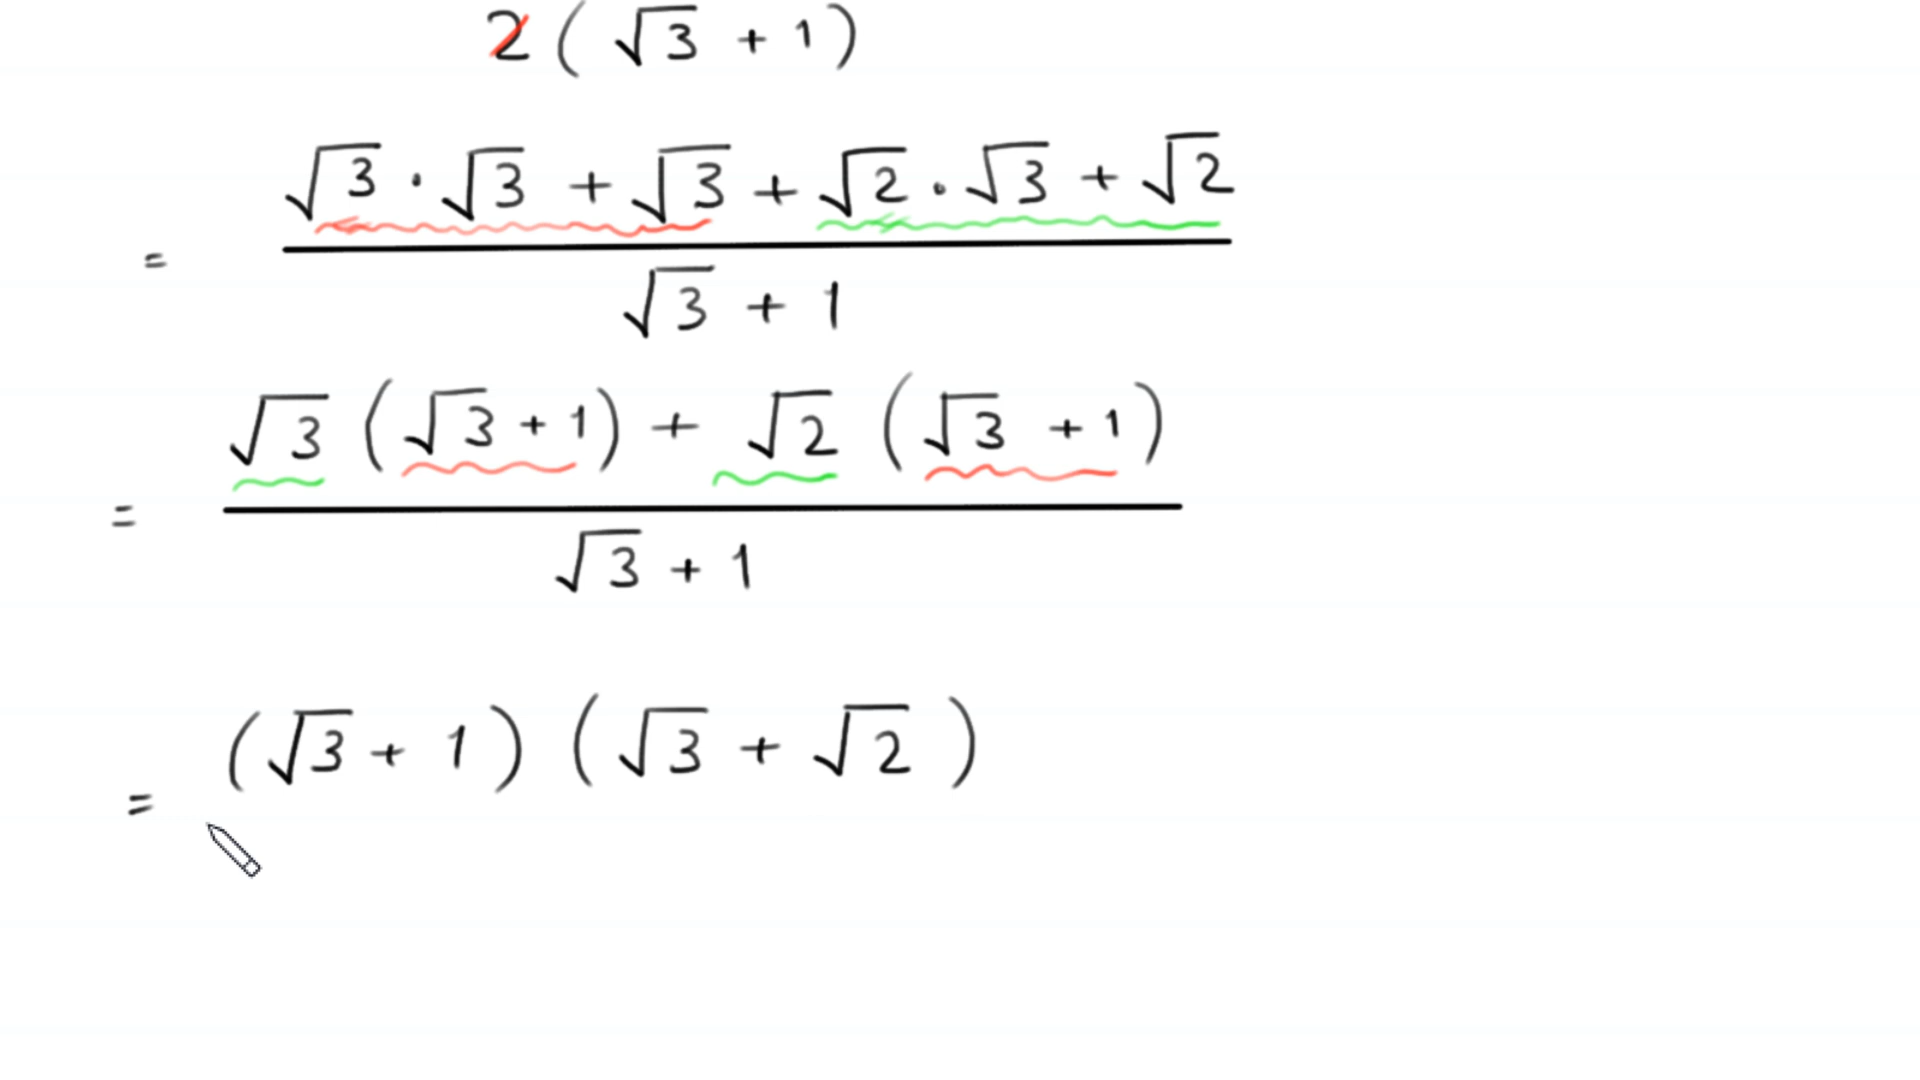 2 ( √3 + 1 )
√3 · √3 + √3 + √2 · √3 + √2
=
√3 + 1
√3 ( √3 + 1 ) + √2 ( √3 + 1 )
=
√3 + 1
( √3 + 1 ) ( √3 + √2 )
=